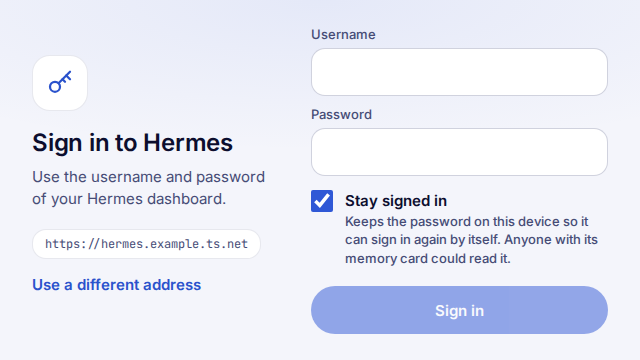 Sign in to Hermes
Use the username and password
of your Hermes dashboard.
https://hermes.example.ts.net
Use a different address
Username
Password
Stay signed in
Keeps the password on this device so it
can sign in again by itself. Anyone with its
memory card could read it.
Sign in